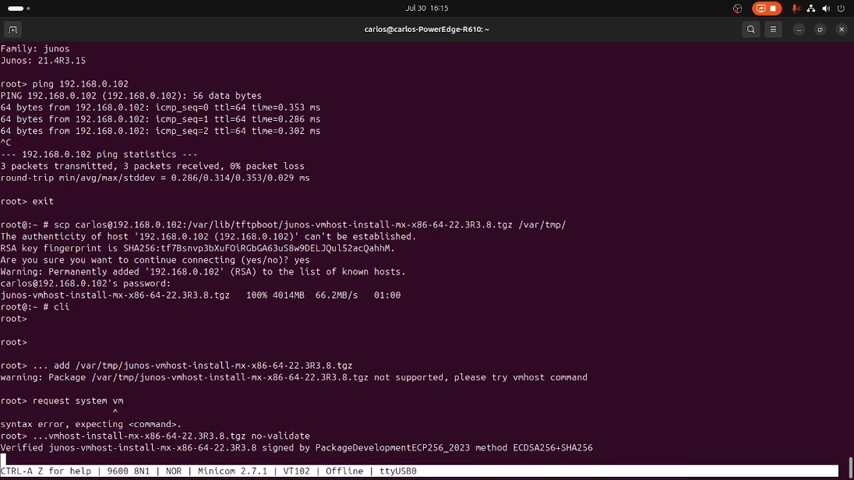 Jul 30 16:15
carlos@carlos-PowerEdge-R610: ~
Family: junos
Junos: 21.4R3.15
root> ping 192.168.0.102
PING 192.168.0.102 (192.168.0.102): 56 data bytes
64 bytes from 192.168.0.102: icmp_seq=0 ttl=64 time=0.353 ms
64 bytes from 192.168.0.102: icmp_seq=1 ttl=64 time=0.286 ms
64 bytes from 192.168.0.102: icmp_seq=2 ttl=64 time=0.302 ms
^C
--- 192.168.0.102 ping statistics ---
3 packets transmitted, 3 packets received, 0% packet loss
round-trip min/avg/max/stddev = 0.286/0.314/0.353/0.029 ms
root> exit
root@:~ # scp carlos@192.168.0.102:/var/lib/tftpboot/junos-vmhost-install-mx-x86-64-22.3R3.8.tgz /var/tmp/
The authenticity of host '192.168.0.102 (192.168.0.102)' can't be established.
RSA key fingerprint is SHA256:tf7Bsnvp3bXuFOiRGbGA63uS8w9DELJQul52acQahhM.
Are you sure you want to continue connecting (yes/no)? yes
Warning: Permanently added '192.168.0.102' (RSA) to the list of known hosts.
carlos@192.168.0.102's password:
junos-vmhost-install-mx-x86-64-22.3R3.8.tgz 100% 4014MB 66.2MB/s 01:00
root@:~ # cli
root>
root>
root> ... add /var/tmp/junos-vmhost-install-mx-x86-64-22.3R3.8.tgz
warning: Package /var/tmp/junos-vmhost-install-mx-x86-64-22.3R3.8.tgz not supported, please try vmhost command
root> request system vm
^
syntax error, expecting <command>.
root> ...vmhost-install-mx-x86-64-22.3R3.8.tgz no-validate
Verified junos-vmhost-install-mx-x86-64-22.3R3.8 signed by PackageDevelopmentECP256_2023 method ECDSA256+SHA256
CTRL-A Z for help | 9600 8N1 | NOR | Minicom 2.7.1 | VT102 | Offline | ttyUSB0